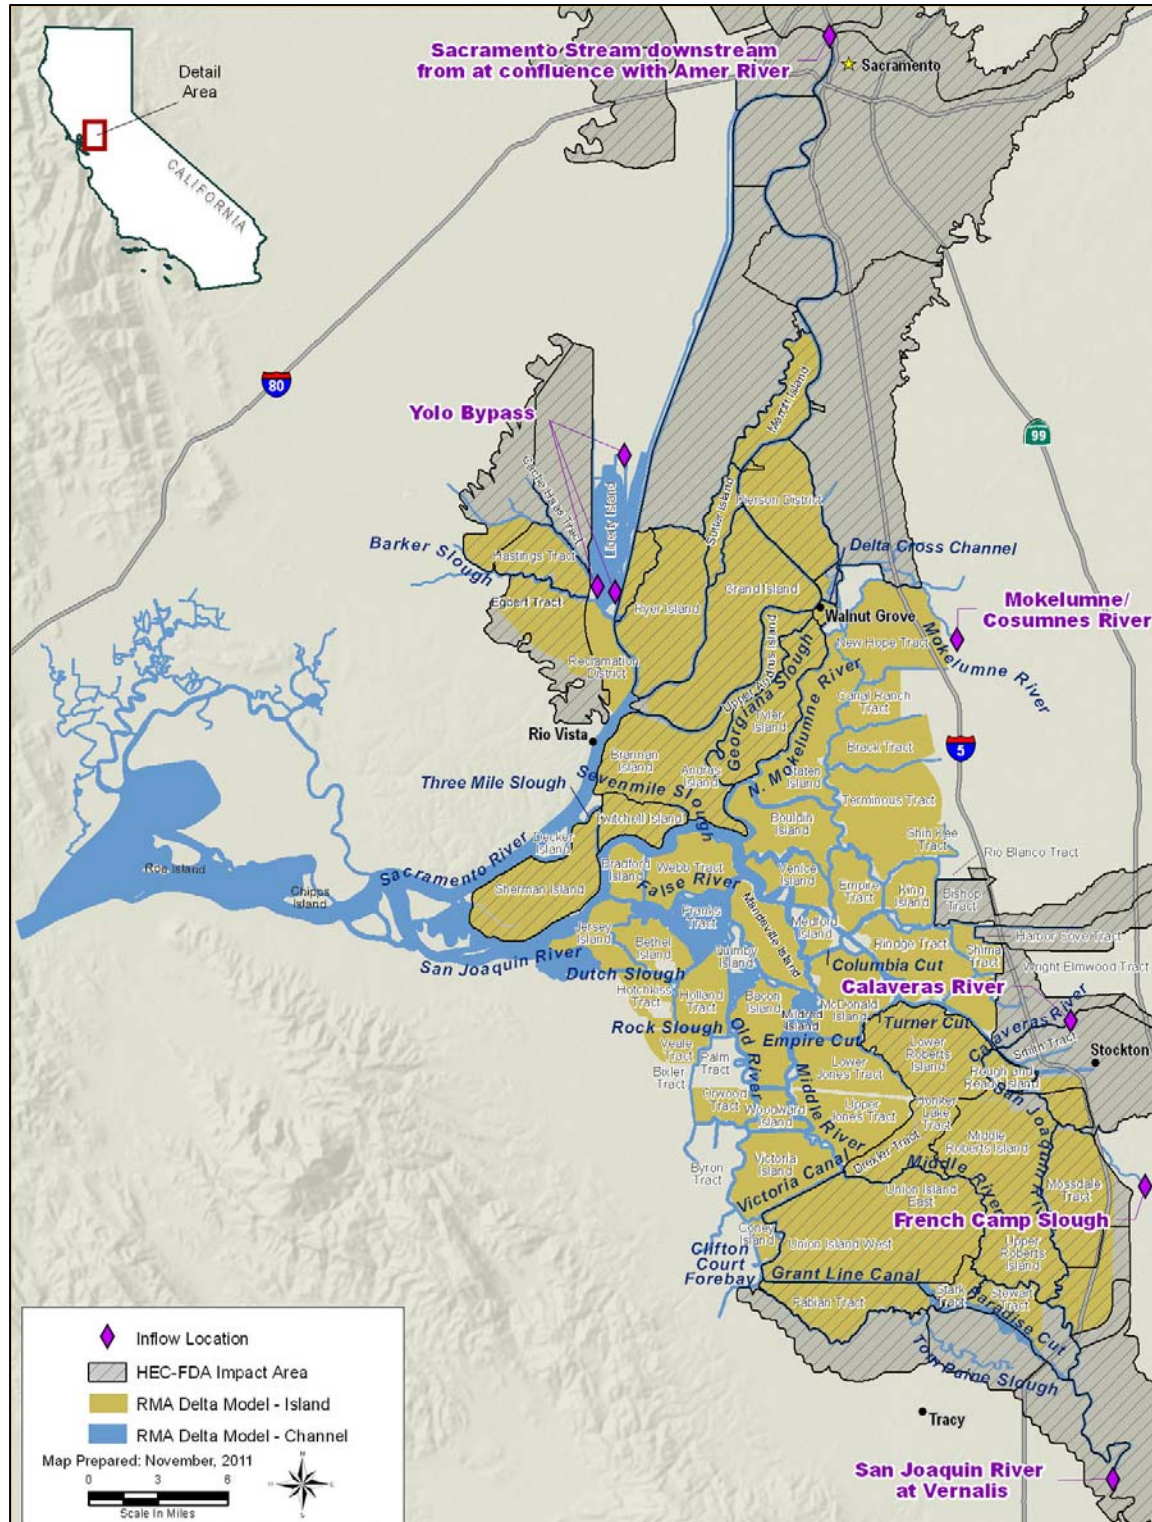 Sacramento Stream downstream
from at confluence with Amer River
Sacramento
Detail
Area
CALIFORNIA
80
99
Yolo Bypass
Merritt Island
Cache Haas Tract
Liberty Island
Sutter Island
Pierson District
Barker Slough
Hastings Tract
Delta Cross Channel
Egbert Tract
Ryer Island
Grand Island
Walnut Grove
Mokelumne/
Cosumnes River
New Hope Tract
Mokelumne River
Reclamation
District
Upper Andrus Island
Georgiana Slough
Tyler
Island
Canal Ranch
Tract
Rio Vista
Brack Tract
5
Brannan
Island
Andrus
Island
N. Mokelumne River
Staten
Island
Sevenmile Slough
Three Mile Slough
Terminous Tract
Twitchell Island
Bouldin
Island
Decker
Island
Shin Kee
Tract
Rio Blanco Tract
Roe Island
Chipps
Island
Sacramento River
Sherman Island
Bradford
Island
Webb Tract
Venice
Island
Empire
Tract
King
Island
Bishop
Tract
False River
Franks
Tract
Mandeville Island
Medford
Island
Jersey
Island
Bethel
Island
Quimby
Island
Rindge Tract
Shima
Tract
Harbor Cove Tract
San Joaquin River
Dutch Slough
Columbia Cut
Wright Elmwood Tract
Calaveras River
Hotchkiss
Tract
Holland
Tract
Bacon
Island
Mildred
Island
McDonald
Island
Turner Cut
Calaveras River
Rock Slough
Old River
Empire Cut
Lower
Roberts
Island
Smith Tract
Stockton
Veale
Tract
Palm
Tract
Bixler
Tract
Lower
Jones Tract
Rough and
Ready Island
Orwood
Tract
Woodward
Island
Middle River
Upper
Jones Tract
Honker
Lake
Tract
San Joaquin Ri
Middle
Roberts Island
Drexler Tract
Byron
Tract
Victoria
Island
Victoria Canal
Middle River
Union Island
East
Mossdale
Tract
French Camp Slough
Coney
Island
Union Island West
Upper
Roberts
Island
Clifton
Court
Forebay
Grant Line Canal
Fabian Tract
Stark
Tract
Stewart
Tract
Paradise Cut
Tom Paine Slough
Tracy
San Joaquin River
at Vernalis
Inflow Location
HEC-FDA Impact Area
RMA Delta Model - Island
RMA Delta Model - Channel
Map Prepared: November, 2011
0 3 6
Scale In Miles
N